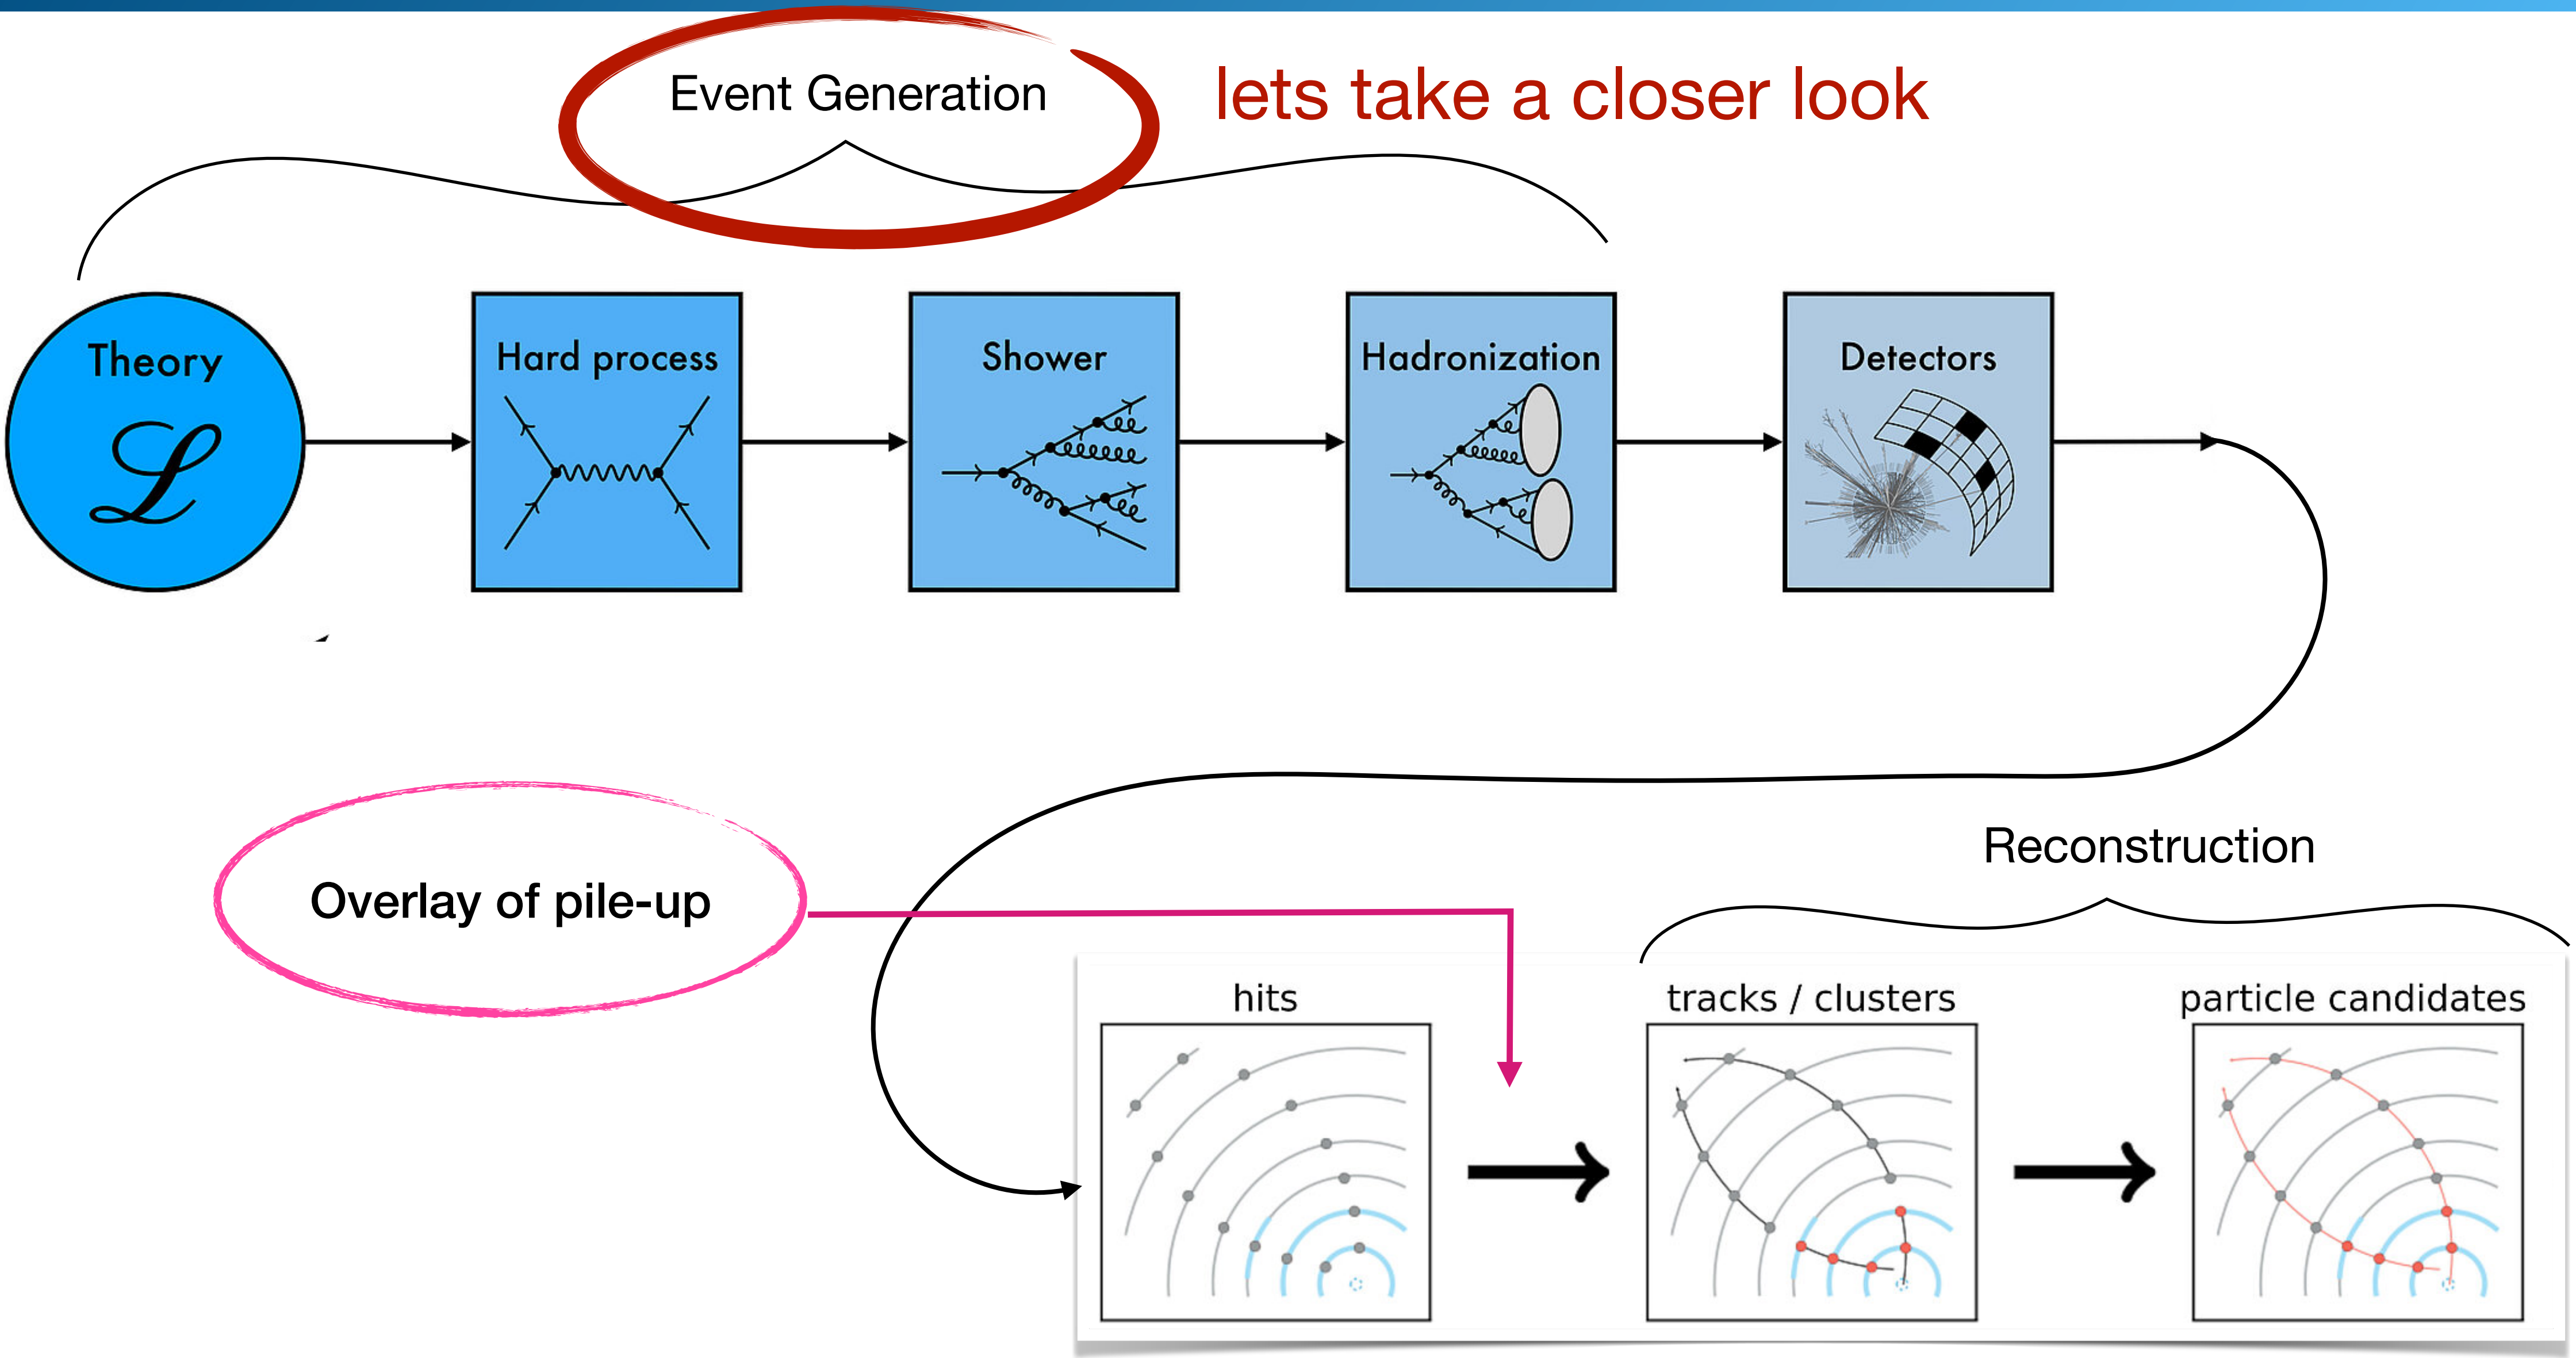 Event Generation
lets take a closer look
Theory
ℒ
Hard process
Shower
Hadronization
Detectors
Overlay of pile-up
Reconstruction
hits
tracks / clusters
particle candidates